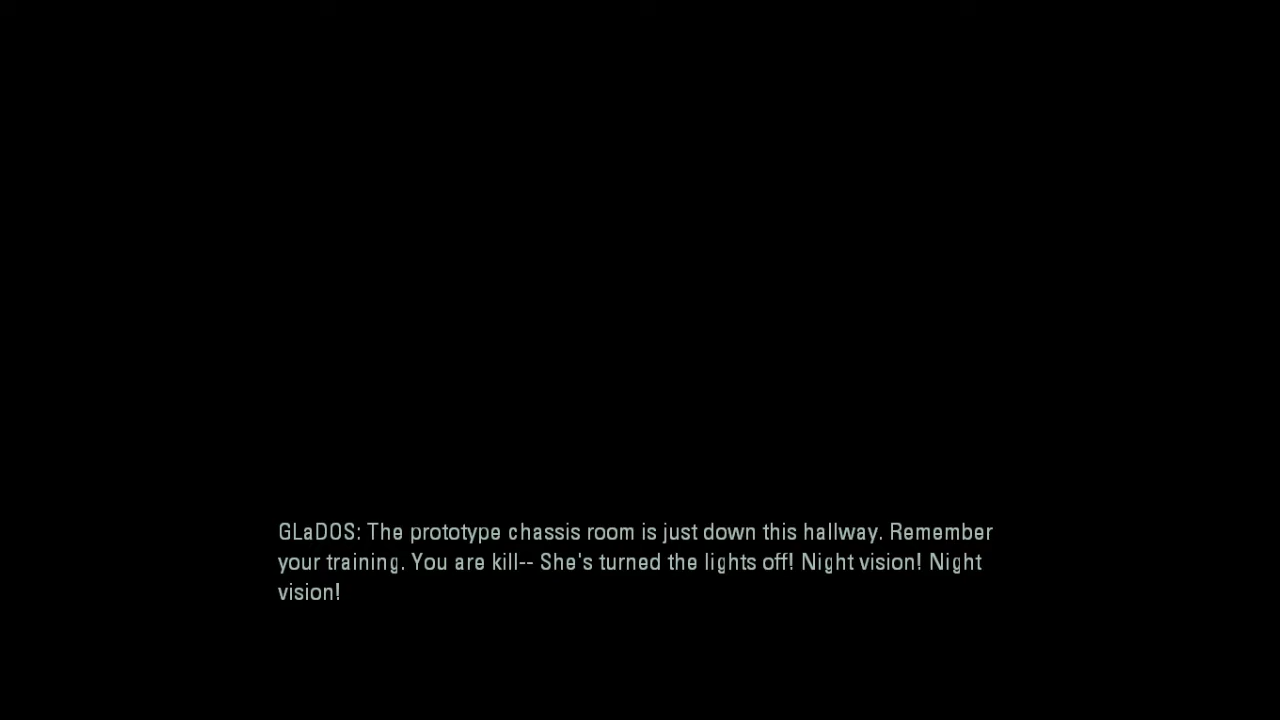 GLaDOS: The prototype chassis room is just down this hallway. Remember
your training. You are kill-- She's turned the lights off! Night vision! Night
vision!